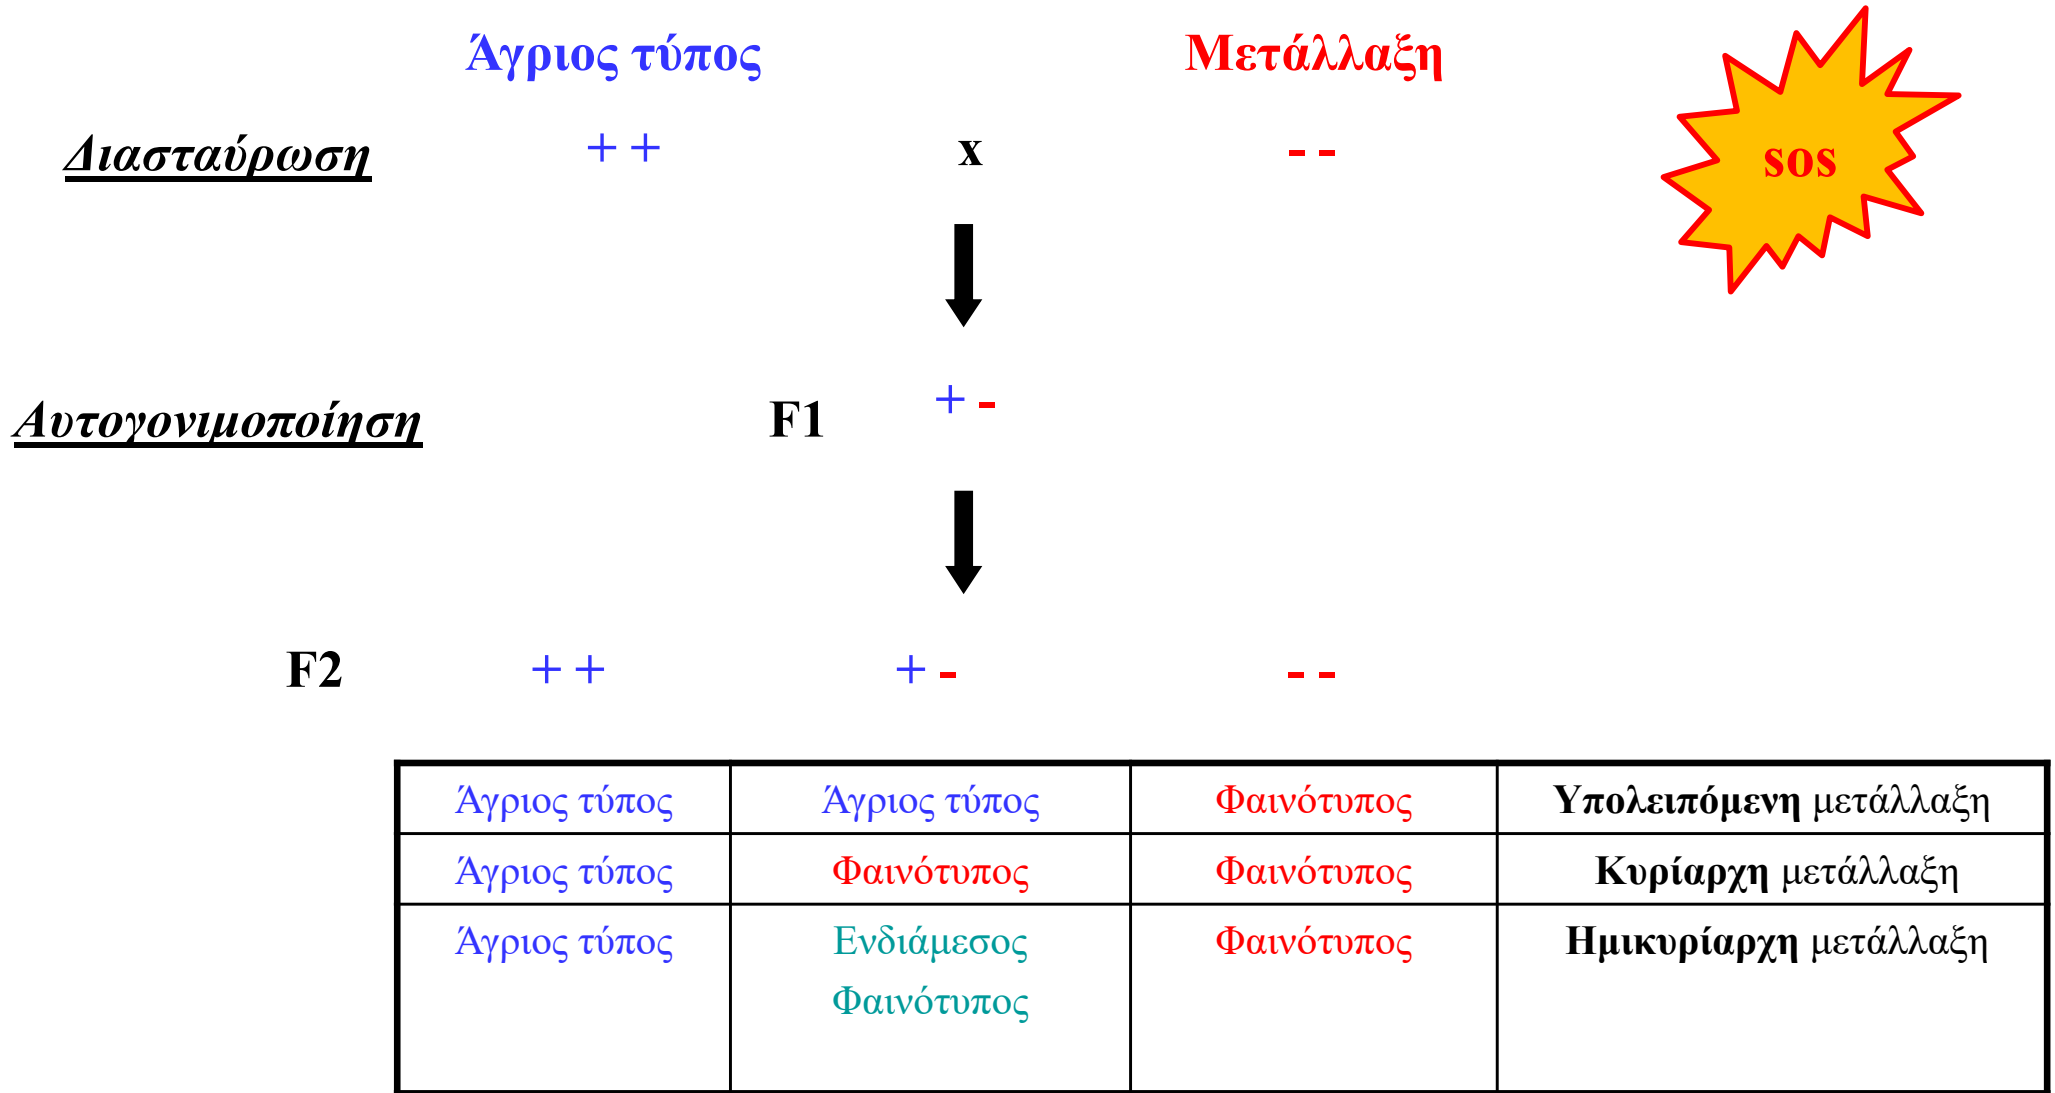 Άγριος τύπος Μετάλλαξη
Διασταύρωση + + x - - sos
Αυτογονιμοποίηση F1 + -
F2 + + + - - -
Άγριος τύπος Άγριος τύπος Φαινότυπος Υπολειπόμενη μετάλλαξη
Άγριος τύπος Φαινότυπος Φαινότυπος Κυρίαρχη μετάλλαξη
Άγριος τύπος Ενδιάμεσος Φαινότυπος Ημικυρίαρχη μετάλλαξη
Φαινότυπος